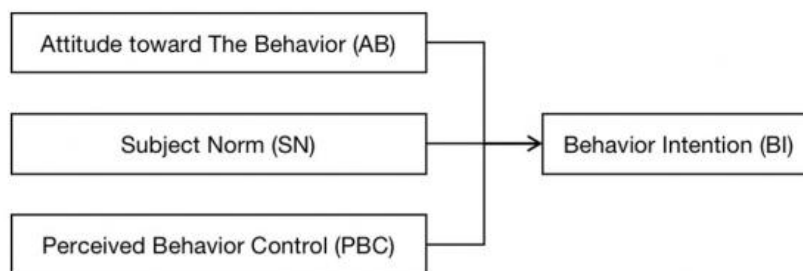 Attitude toward The Behavior (AB)
Subject Norm (SN)
Behavior Intention (BI)
Perceived Behavior Control (PBC)